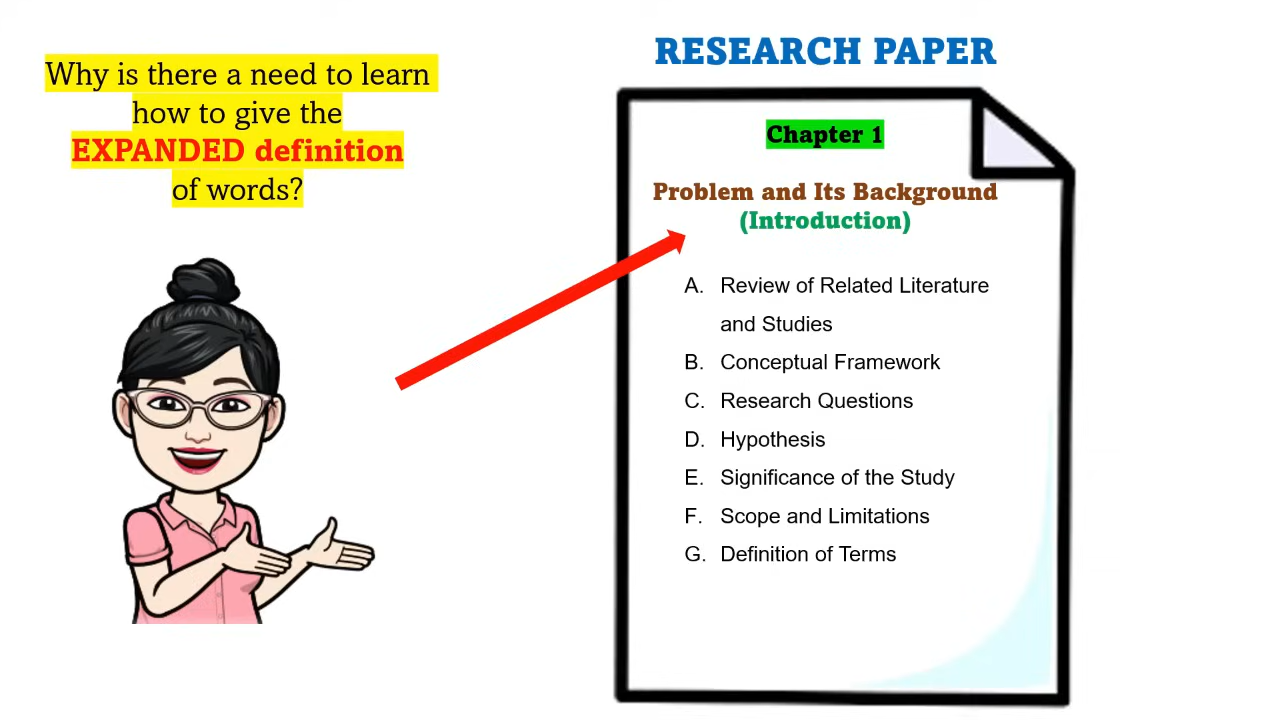 Why is there a need to learn
how to give the
EXPANDED definition
of words?
RESEARCH PAPER
Chapter 1
Problem and Its Background
(Introduction)
A. Review of Related Literature
and Studies
B. Conceptual Framework
C. Research Questions
D. Hypothesis
E. Significance of the Study
F. Scope and Limitations
G. Definition of Terms